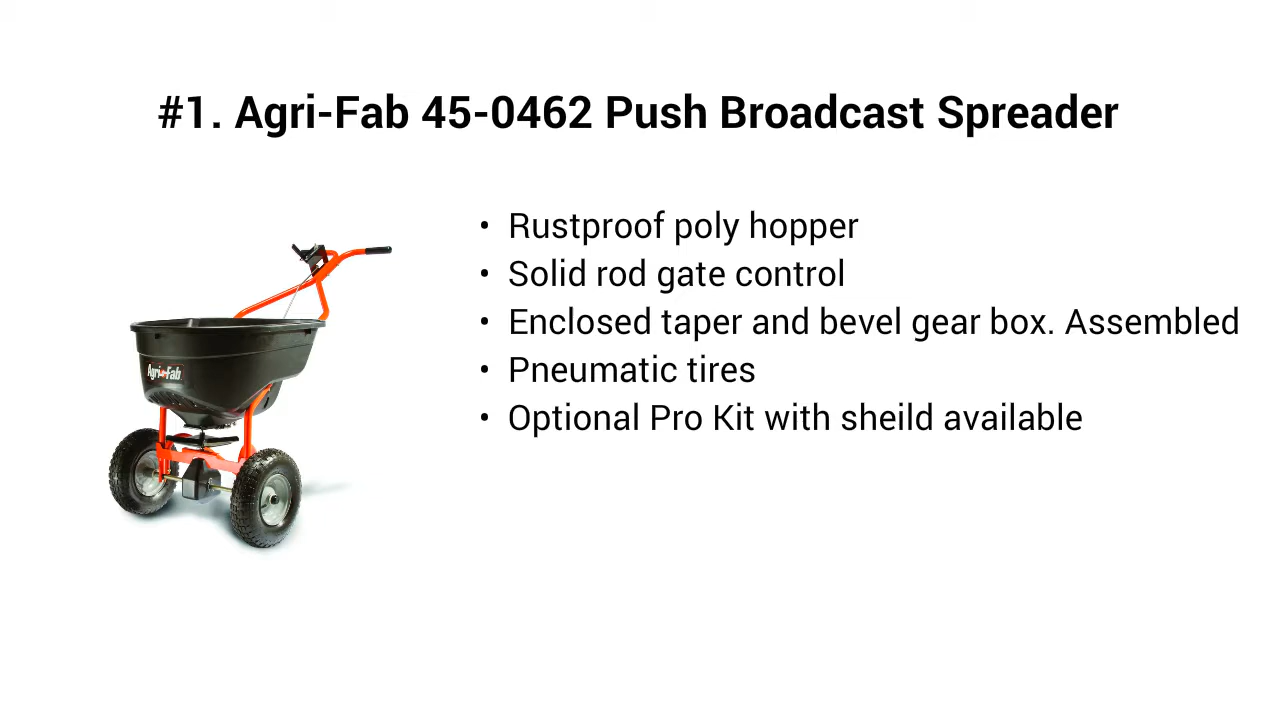 #1. Agri-Fab 45-0462 Push Broadcast Spreader
• Rustproof poly hopper
• Solid rod gate control
• Enclosed taper and bevel gear box. Assembled
• Pneumatic tires
• Optional Pro Kit with sheild available
Agri-Fab